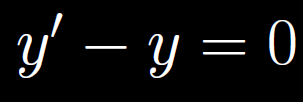 y′ − y = 0